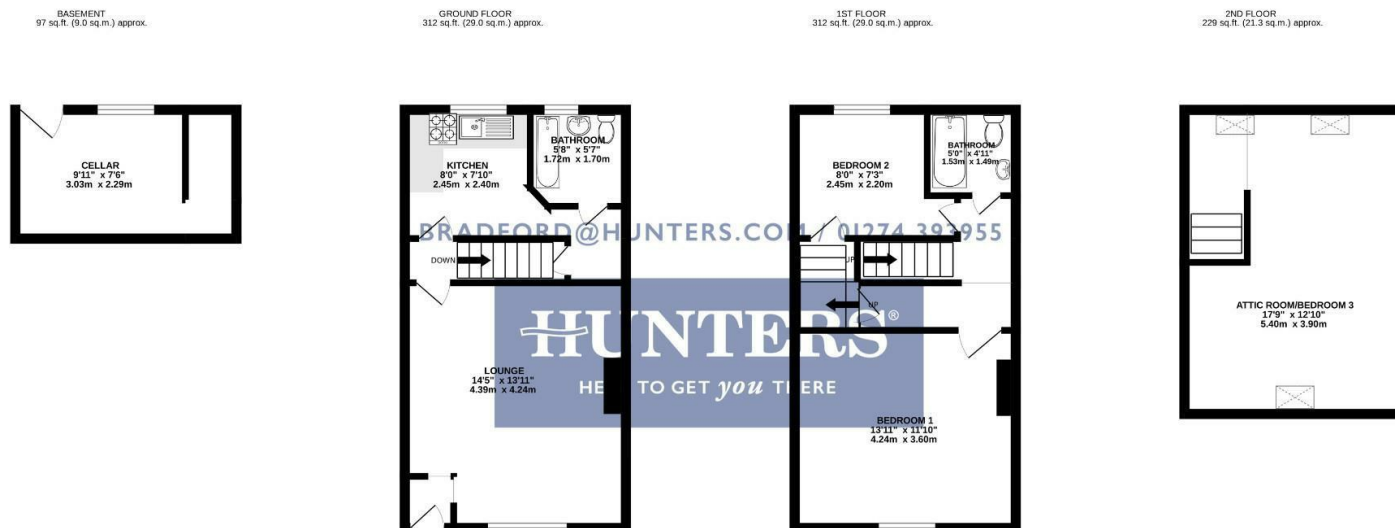 BASEMENT
97 sq.ft. (9.0 sq.m.) approx.
GROUND FLOOR
312 sq.ft. (29.0 sq.m.) approx.
1ST FLOOR
312 sq.ft. (29.0 sq.m.) approx.
2ND FLOOR
229 sq.ft. (21.3 sq.m.) approx.
CELLAR
9'11" x 7'6"
3.03m x 2.29m
KITCHEN
8'0" x 7'10"
2.45m x 2.40m
BATHROOM
5'8" x 5'7"
1.72m x 1.70m
DOWN
LOUNGE
14'5" x 13'11"
4.39m x 4.24m
BEDROOM 2
8'0" x 7'3"
2.45m x 2.20m
BATHROOM
5'0" x 4'11"
1.53m x 1.49m
UP
UP
BEDROOM 1
13'11" x 11'10"
4.24m x 3.60m
ATTIC ROOM/BEDROOM 3
17'9" x 12'10"
5.40m x 3.90m
BRADFORD@HUNTERS.COM / 01274 393955
HUNTERS®
HERE TO GET you THERE